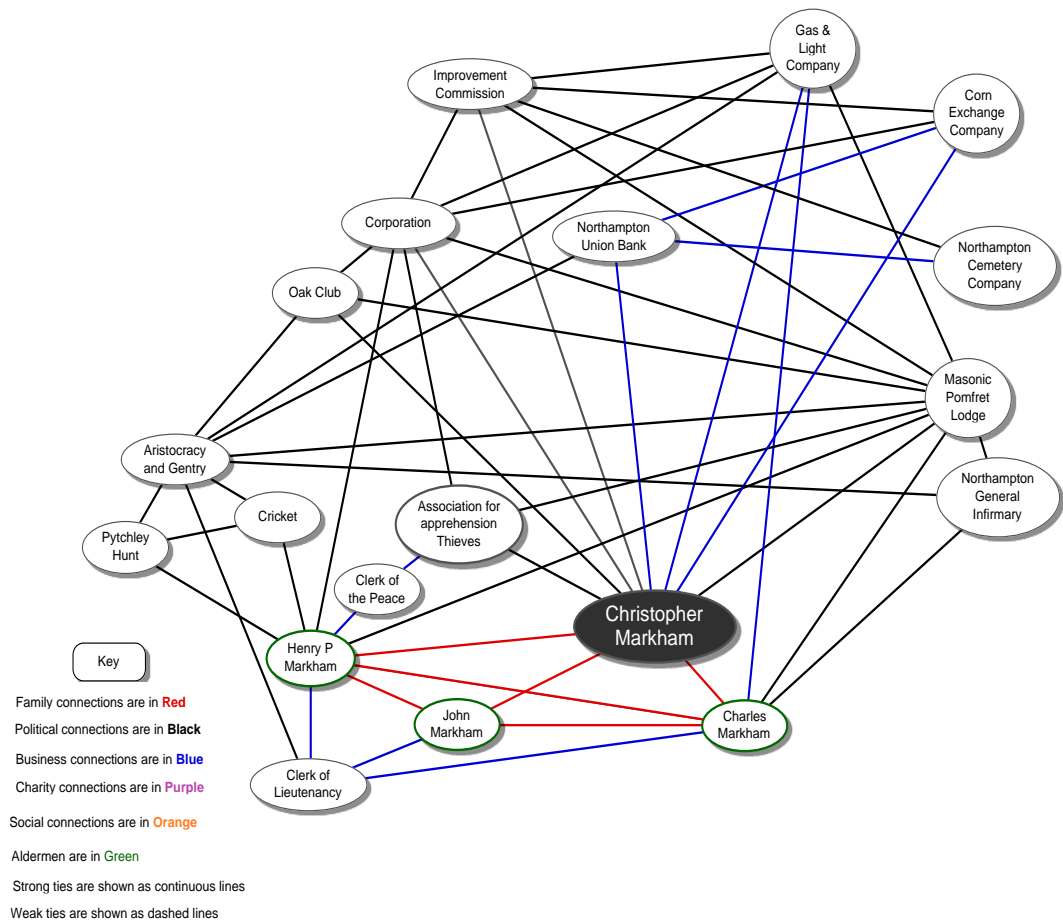 Gas &
Light
Company
Improvement
Commission
Corn
Exchange
Company
Corporation
Northampton
Union Bank
Northampton
Cemetery
Company
Oak Club
Masonic
Pomfret
Lodge
Aristocracy
and Gentry
Northampton
General
Infirmary
Cricket
Association for
apprehension
Thieves
Pytchley
Hunt
Clerk of
the Peace
Christopher
Markham
Henry P
Markham
John
Markham
Charles
Markham
Clerk of
Lieutenancy
Key
Family connections are in Red
Political connections are in Black
Business connections are in Blue
Charity connections are in Purple
Social connections are in Orange
Aldermen are in Green
Strong ties are shown as continuous lines
Weak ties are shown as dashed lines